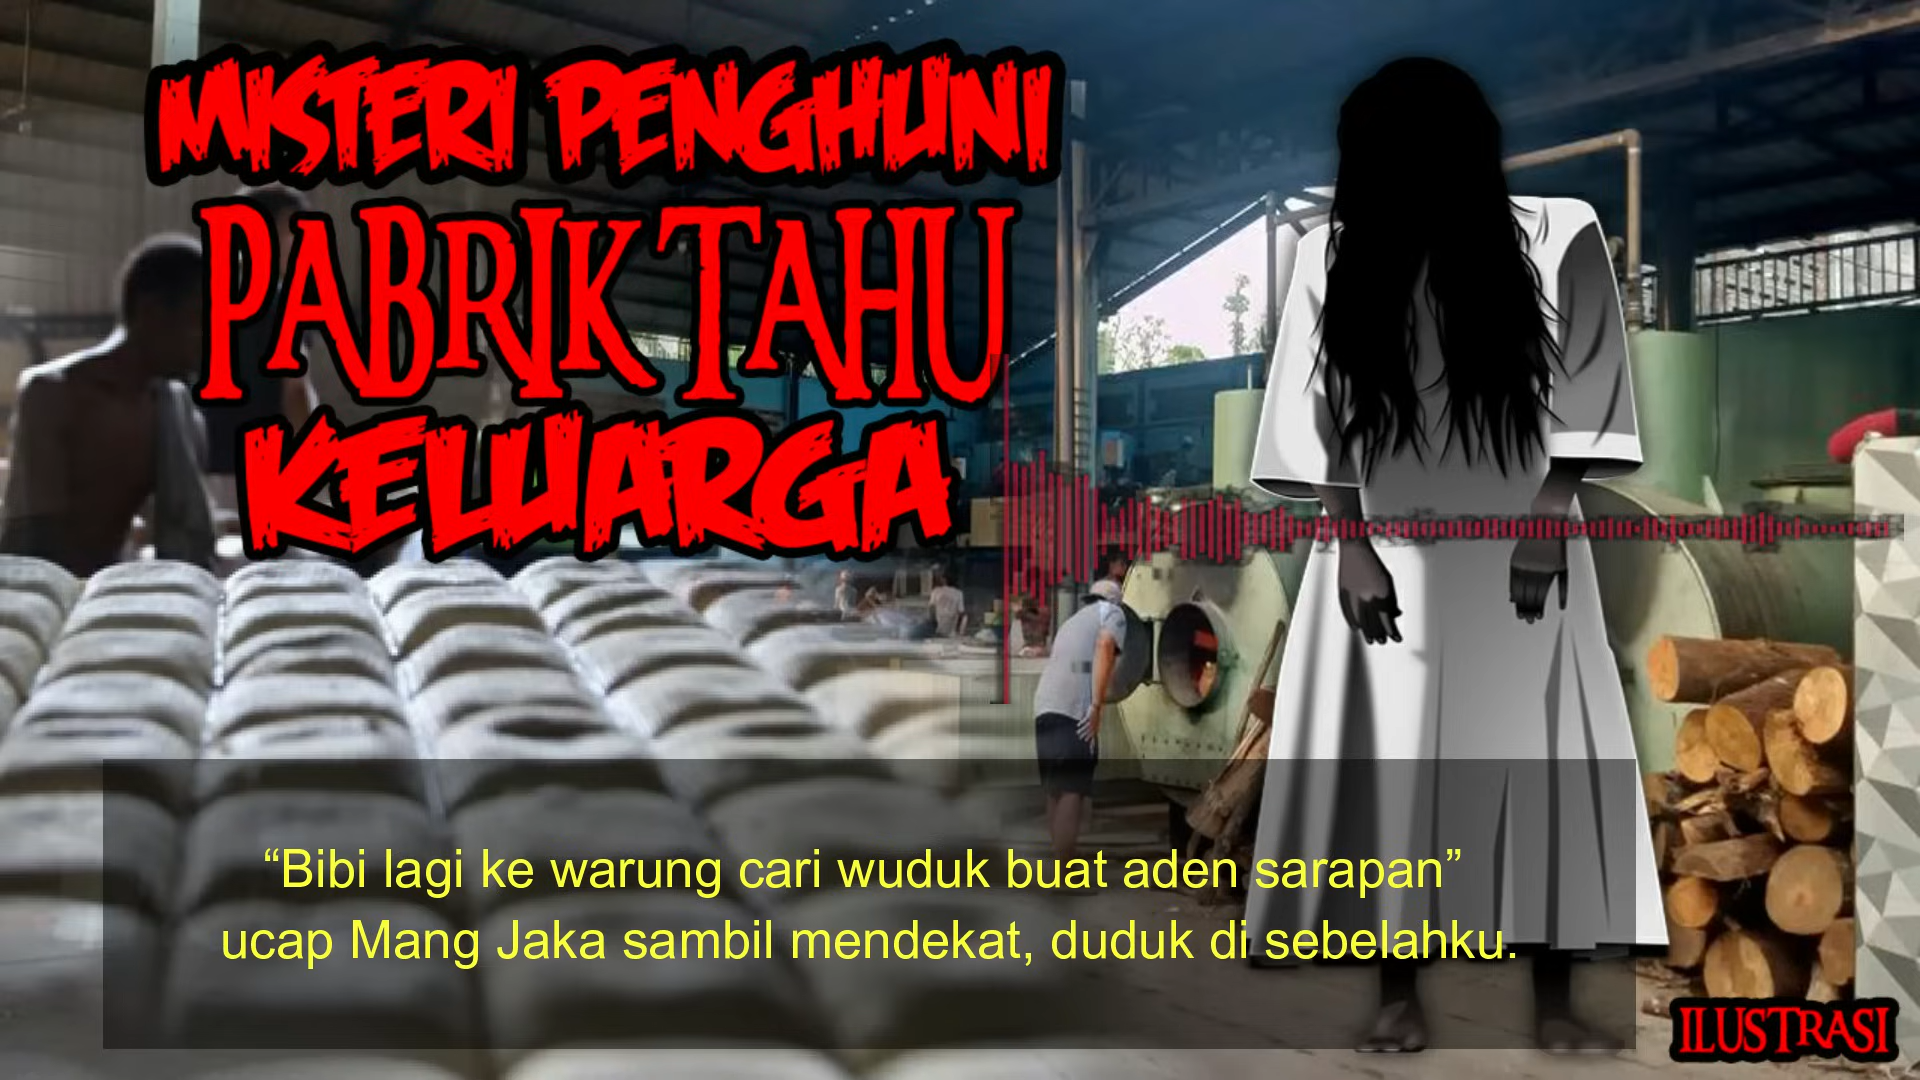 MISTERI PENGHUNI
PABRIK TAHU
KELUARGA
“Bibi lagi ke warung cari wuduk buat aden sarapan”
ucap Mang Jaka sambil mendekat, duduk di sebelahku.
ILUSTRASI